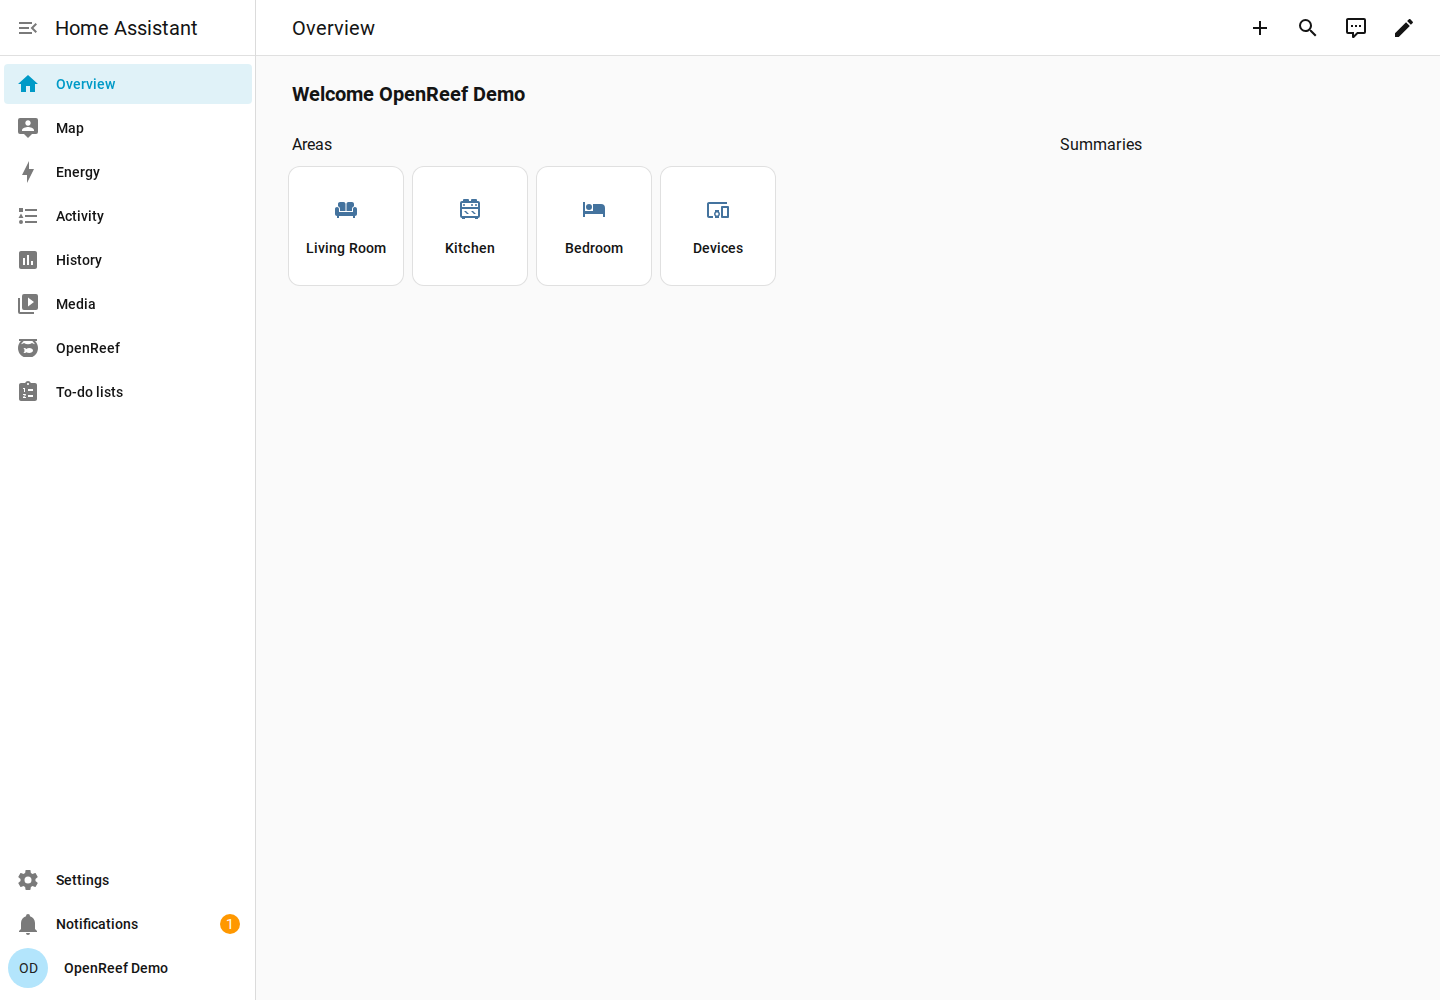 Home Assistant
Overview
Overview
Map
Energy
Activity
History
Media
OpenReef
To-do lists
Settings
Notifications 1
OD OpenReef Demo
Welcome OpenReef Demo
Areas
Summaries
Living Room
Kitchen
Bedroom
Devices